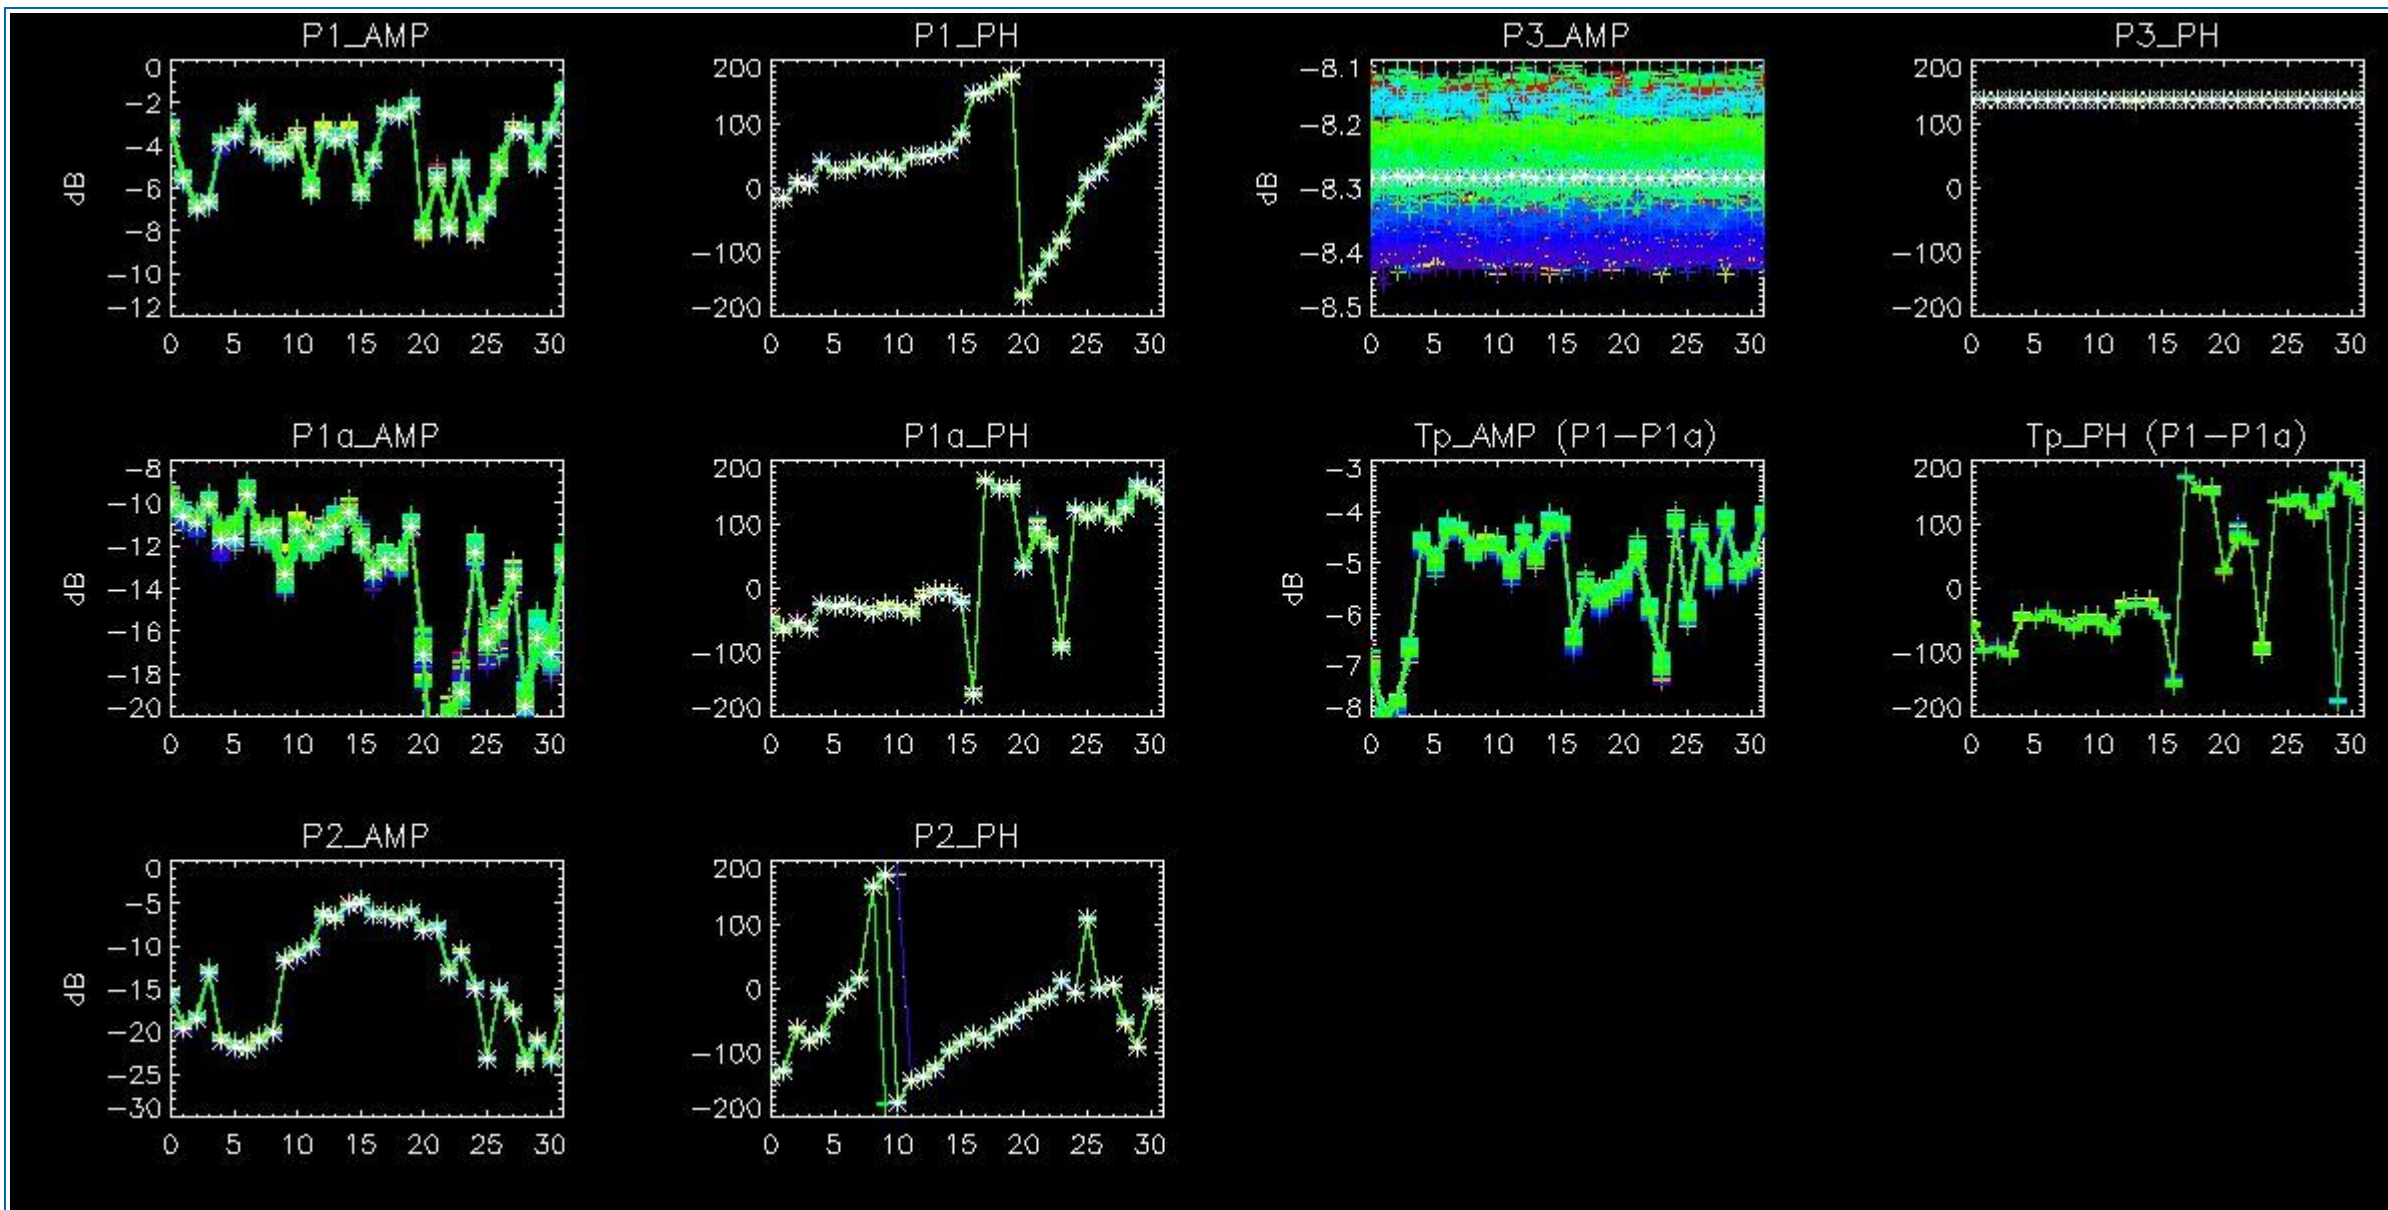 P1_AMP P1_PH P3_AMP P3_PH
0 200 −8.1 200
−2
100 −8.2 100
−4
dB −6 0 dB −8.3 0
−8
−100 −8.4 −100
−10
−12 −200 −8.5 −200
0 5 10 15 20 25 30 0 5 10 15 20 25 30 0 5 10 15 20 25 30 0 5 10 15 20 25 30
P1a_AMP P1a_PH Tp_AMP (P1−P1a) Tp_PH (P1−P1a)
−8 200 −3 200
−10
100 −4 100
−12
−5
dB −14 0 dB 0
−16 −6
−100 −7 −100
−18
−20 −200 −8 −200
0 5 10 15 20 25 30 0 5 10 15 20 25 30 0 5 10 15 20 25 30 0 5 10 15 20 25 30
P2_AMP P2_PH
0 200
−5
100
−10
dB −15 0
−20
−100
−25
−30 −200
0 5 10 15 20 25 30 0 5 10 15 20 25 30